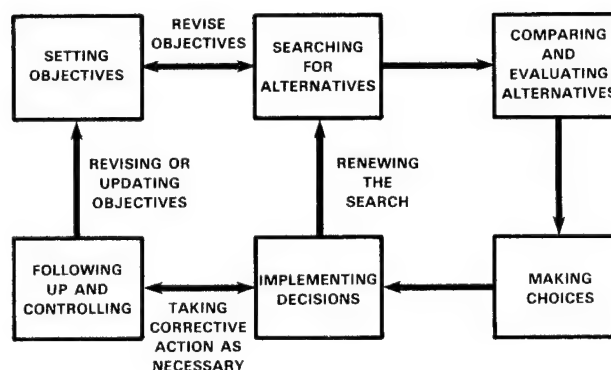 REVISE
OBJECTIVES
SETTING
OBJECTIVES
SEARCHING
FOR
ALTERNATIVES
COMPARING
AND
EVALUATING
ALTERNATIVES
REVISING OR
UPDATING
OBJECTIVES
RENEWING
THE
SEARCH
FOLLOWING
UP AND
CONTROLLING
IMPLEMENTING
DECISIONS
MAKING
CHOICES
TAKING
CORRECTIVE
ACTION AS
NECESSARY